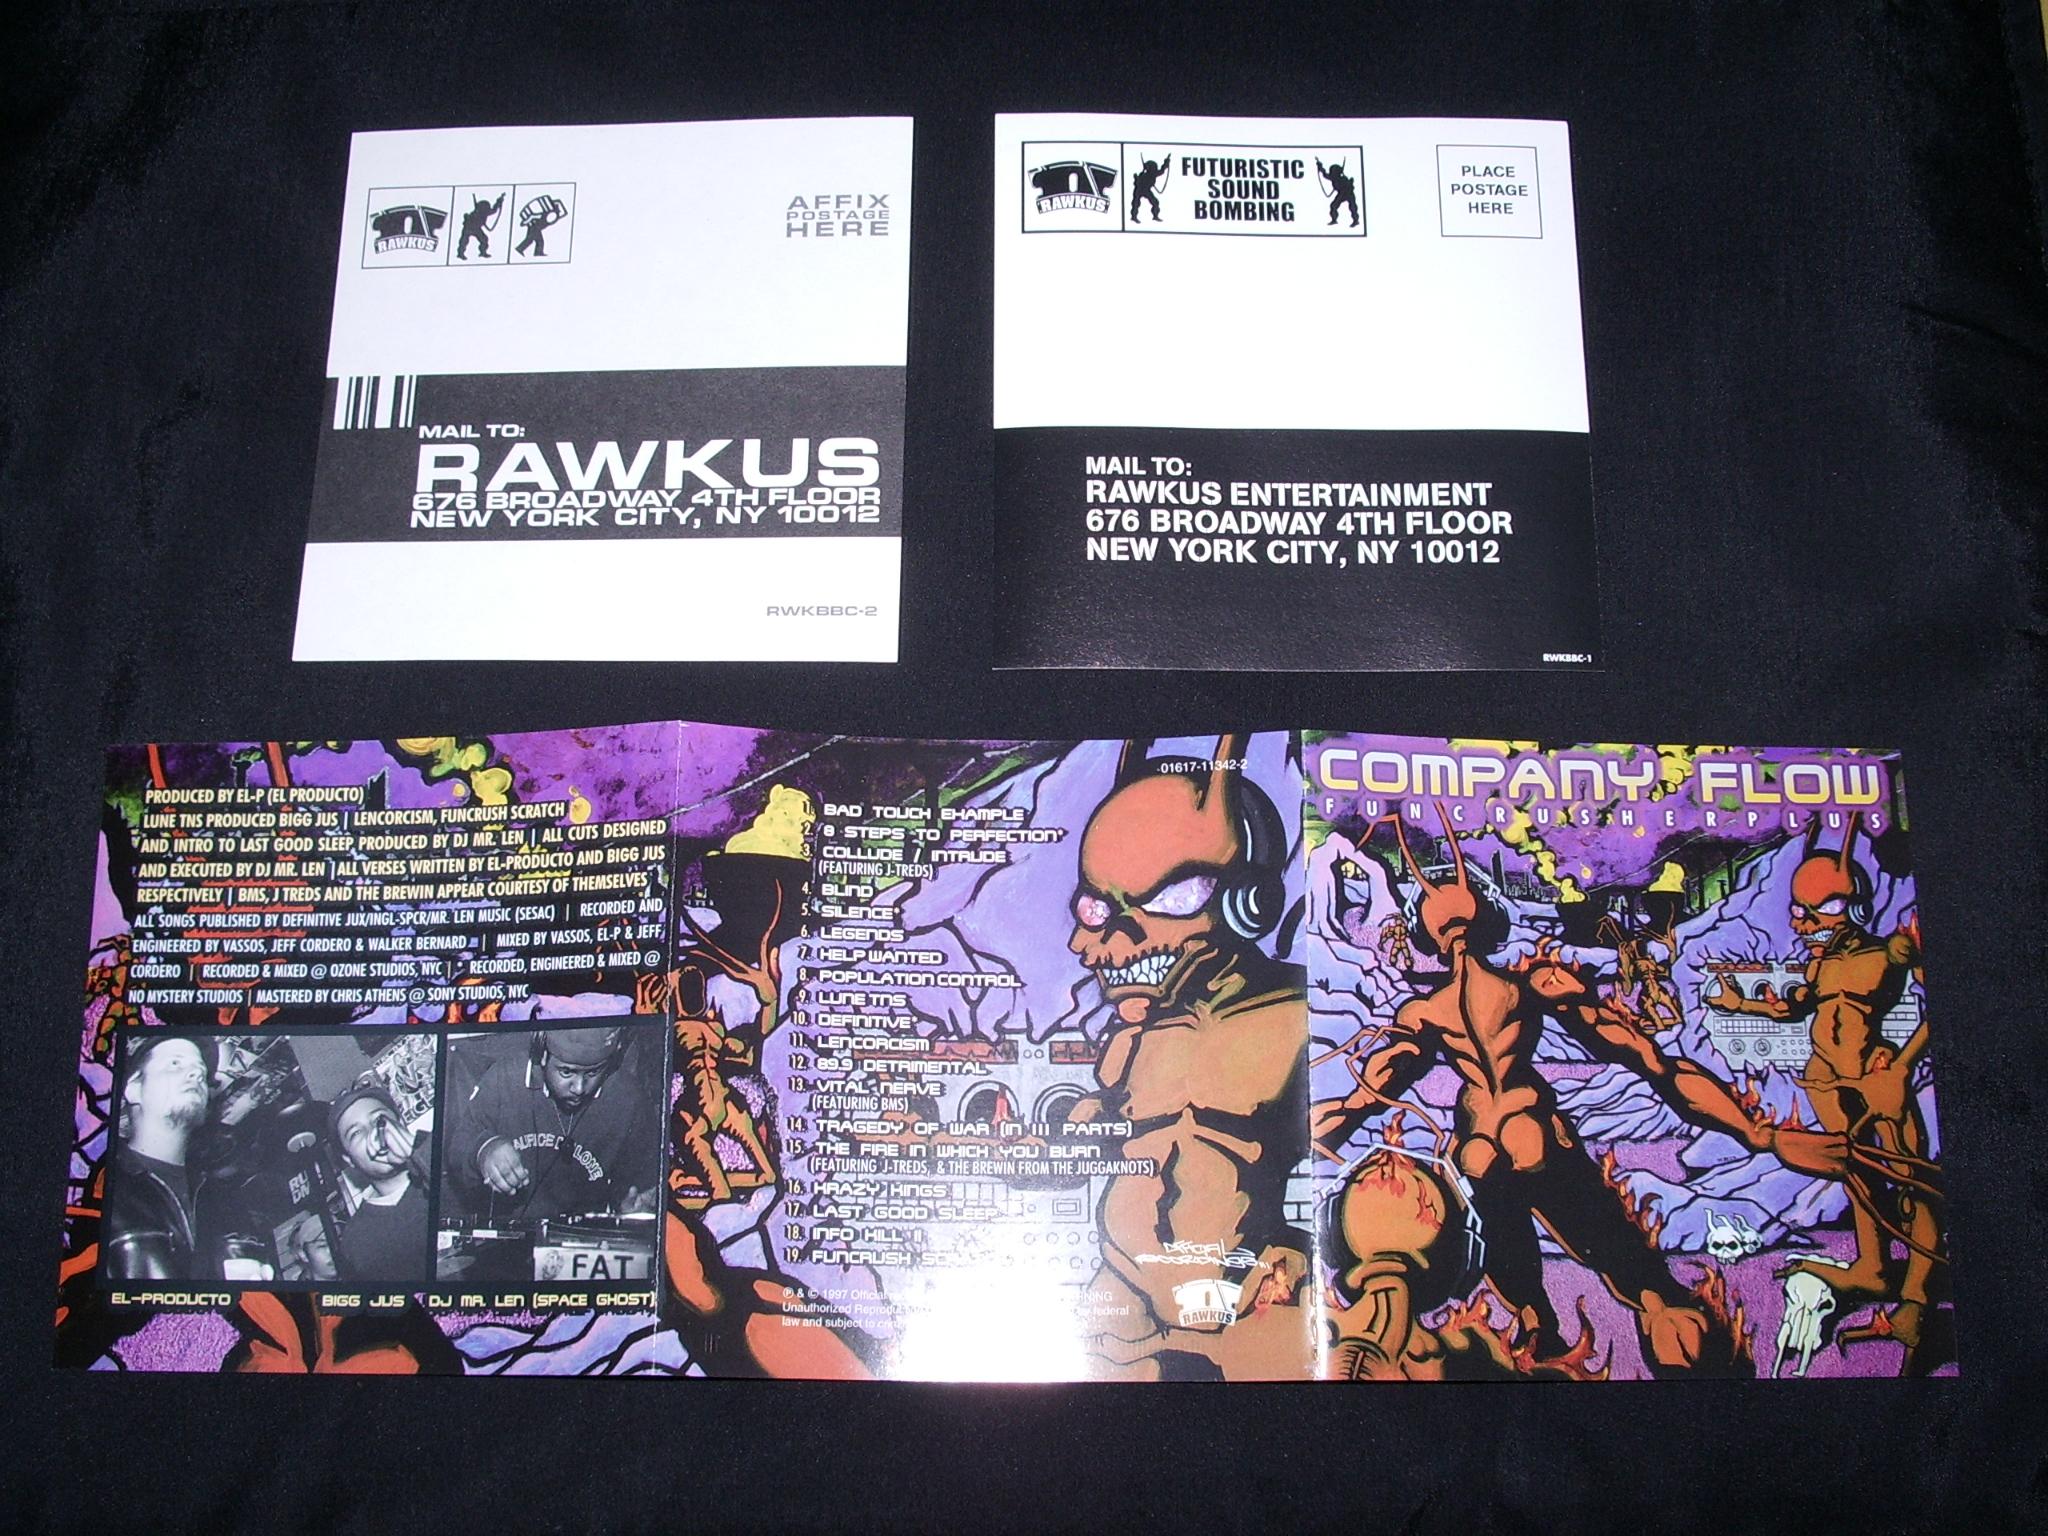 RAWKUS
AFFIX
POSTAGE
HERE
MAIL TO:
RAWKUS
676 BROADWAY 4TH FLOOR
NEW YORK CITY, NY 10012
RWKBBC-2
RAWKUS
FUTURISTIC
SOUND
BOMBING
PLACE
POSTAGE
HERE
MAIL TO:
RAWKUS ENTERTAINMENT
676 BROADWAY 4TH FLOOR
NEW YORK CITY, NY 10012
RWKBBC-1
PRODUCED BY EL-P (EL PRODUCTO)
LUNE TNS PRODUCED BIGG JUS | LENCORCISM, FUNCRUSH SCRATCH
AND INTRO TO LAST GOOD SLEEP PRODUCED BY DJ MR. LEN | ALL CUTS DESIGNED
AND EXECUTED BY DJ MR. LEN | ALL VERSES WRITTEN BY EL-PRODUCTO AND BIGG JUS
RESPECTIVELY | BMS, J TREDS AND THE BREWIN APPEAR COURTESY OF THEMSELVES
ALL SONGS PUBLISHED BY DEFINITIVE JUX/INGL-SPCR/MR. LEN MUSIC (SESAC) | RECORDED AND
ENGINEERED BY VASSOS, JEFF CORDERO & WALKER BERNARD | MIXED BY VASSOS, EL-P & JEFF
CORDERO | RECORDED & MIXED @ OZONE STUDIOS, NYC | RECORDED, ENGINEERED & MIXED @
NO MYSTERY STUDIOS | MASTERED BY CHRIS ATHENS @ SONY STUDIOS, NYC
FAT
EL-PRODUCTO
BIGG JUS
DJ MR. LEN (SPACE GHOST)
01617-11342-2
1. BAD TOUCH EXAMPLE
2. 8 STEPS TO PERFECTION*
3. COLLUDE / INTRUDE
(FEATURING J-TREDS)
4. BLIND
5. SILENCE*
6. LEGENDS
7. HELP WANTED
8. POPULATION CONTROL
9. LUNE TNS
10. DEFINITIVE*
11. LENCORCISM
12. 89.9 DETRIMENTAL
13. VITAL NERVE
(FEATURING BMS)
14. TRAGEDY OF WAR (IN III PARTS)
15. THE FIRE IN WHICH YOU BURN
(FEATURING J-TREDS, & THE BREWIN FROM THE JUGGAKNOTS)
16. KRAZY KINGS
17. LAST GOOD SLEEP
18. INFO KILL II
19. FUNCRUSH
℗ & © 1997 Official
Unauthorized federal
law and subject to
RAWKUS
COMPANY FLOW
FUNCRUSHERPLUS